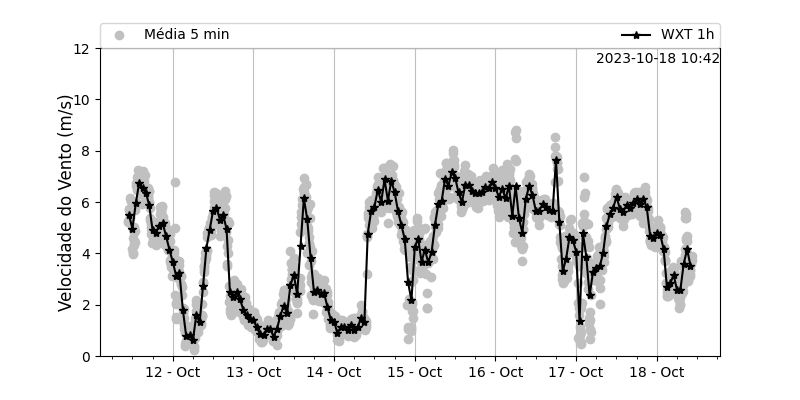 Média 5 min
WXT 1h
2023-10-18 10:42
Velocidade do Vento (m/s)
12
10
8
6
4
2
0
12 - Oct
13 - Oct
14 - Oct
15 - Oct
16 - Oct
17 - Oct
18 - Oct